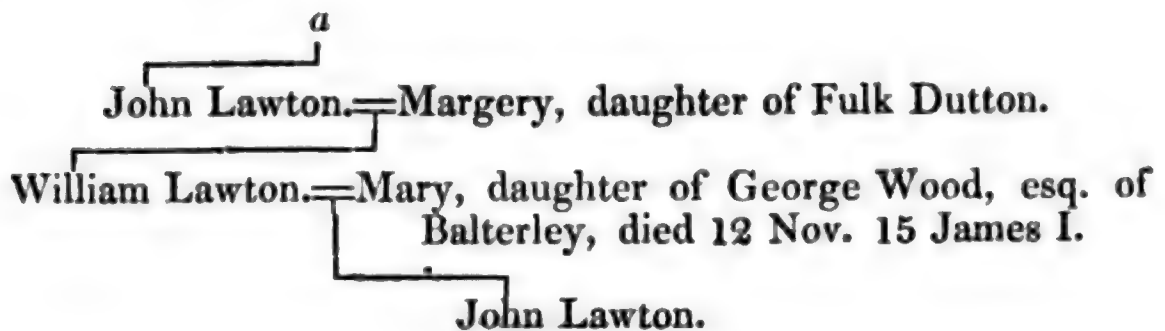 a
John Lawton.=Margery, daughter of Fulk Dutton.
William Lawton.=Mary, daughter of George Wood, esq. of
Balterley, died 12 Nov. 15 James I.
John Lawton.